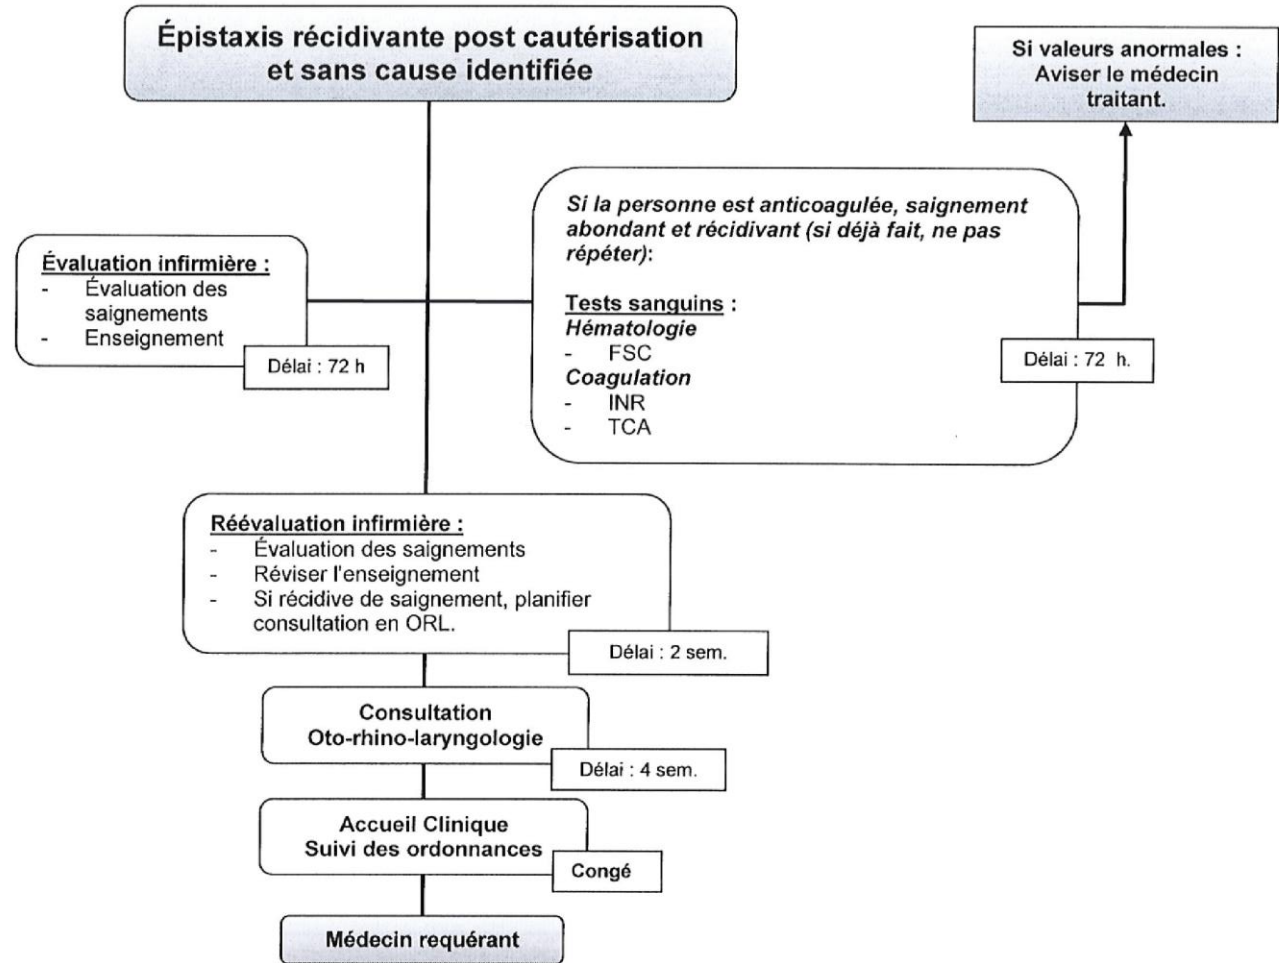 Épistaxis récidivante post cautérisation
et sans cause identifiée
Si valeurs anormales :
Aviser le médecin
traitant.
Évaluation infirmière :
- Évaluation des
saignements
- Enseignement
Délai : 72 h
Si la personne est anticoagulée, saignement
abondant et récidivant (si déjà fait, ne pas
répéter):
Tests sanguins :
Hématologie
- FSC
Coagulation
- INR
- TCA
Délai : 72 h.
Réévaluation infirmière :
- Évaluation des saignements
- Réviser l'enseignement
- Si récidive de saignement, planifier
consultation en ORL.
Délai : 2 sem.
Consultation
Oto-rhino-laryngologie
Délai : 4 sem.
Accueil Clinique
Suivi des ordonnances
Congé
Médecin requérant